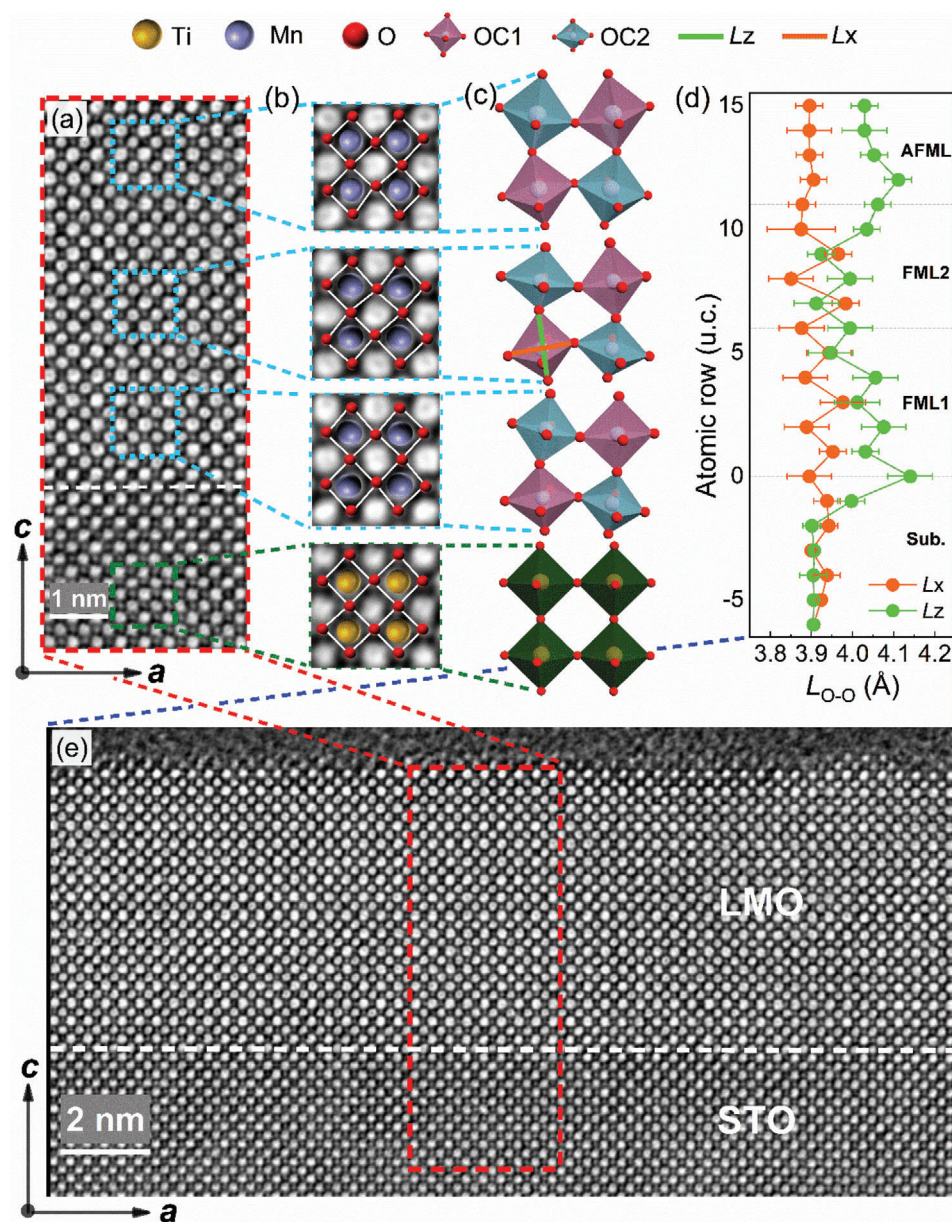 Ti Mn O OC1 OC2 Lz Lx
(a)
(b)
(c)
(d)
1 nm
c
a
15
10
5
0
-5
Atomic row (u.c.)
AFML
FML2
FML1
Sub.
Lx
Lz
3.8 3.9 4.0 4.1 4.2
LO-O (Å)
(e)
LMO
STO
2 nm
c
a